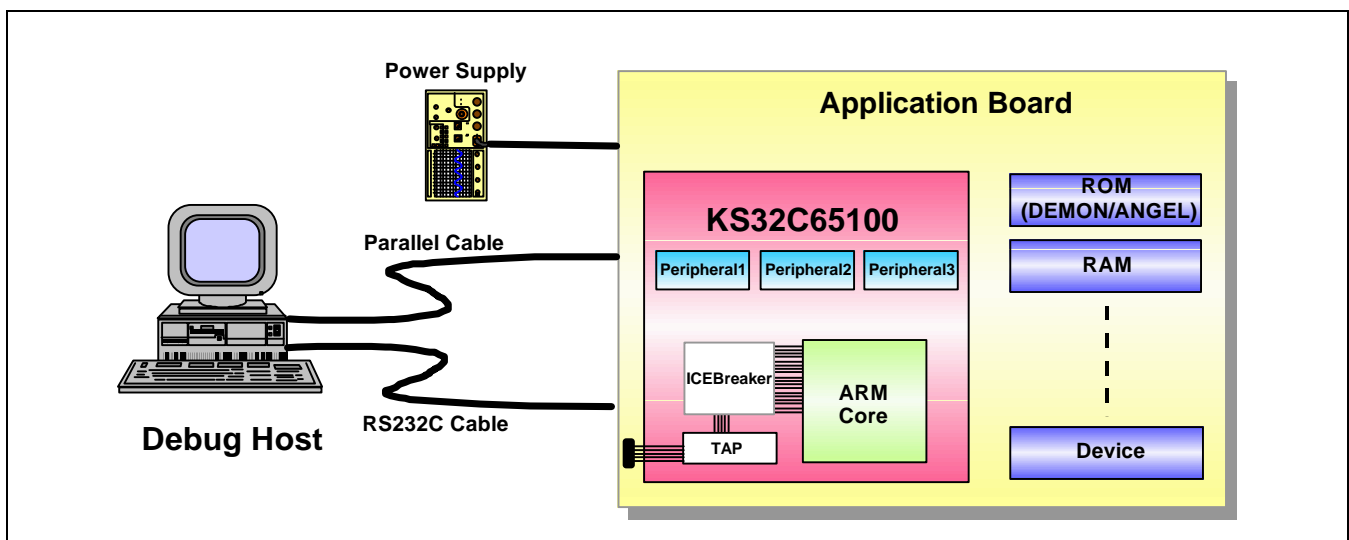 Power Supply
Application Board
ROM
(DEMON/ANGEL)
KS32C65100
Parallel Cable
Peripheral1
Peripheral2
Peripheral3
RAM
ICEBreaker
ARM
Core
RS232C Cable
Debug Host
TAP
Device